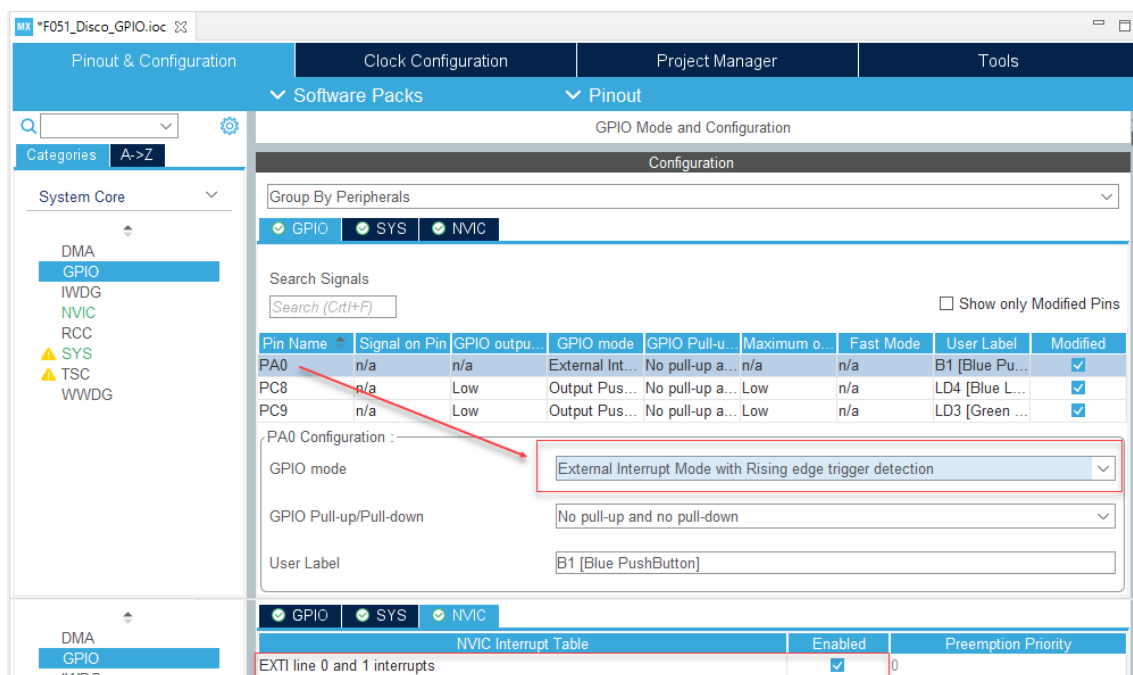 MX *F051_Disco_GPIO.ioc
Pinout & Configuration Clock Configuration Project Manager Tools
Software Packs Pinout
GPIO Mode and Configuration
Categories A->Z
Configuration
System Core
Group By Peripherals
GPIO SYS NVIC
DMA
GPIO
IWDG
NVIC
RCC
SYS
TSC
WWDG
Search Signals
Search (Crtl+F)
Show only Modified Pins
Pin Name Signal on Pin GPIO outpu... GPIO mode GPIO Pull-u... Maximum o... Fast Mode User Label Modified
PA0 n/a n/a External Int... No pull-up a... n/a n/a B1 [Blue Pu...
PC8 n/a Low Output Pus... No pull-up a... Low n/a LD4 [Blue L...
PC9 n/a Low Output Pus... No pull-up a... Low n/a LD3 [Green ...
PA0 Configuration :
GPIO mode External Interrupt Mode with Rising edge trigger detection
GPIO Pull-up/Pull-down No pull-up and no pull-down
User Label B1 [Blue PushButton]
DMA
GPIO
GPIO SYS NVIC
NVIC Interrupt Table Enabled Preemption Priority
EXTI line 0 and 1 interrupts 0